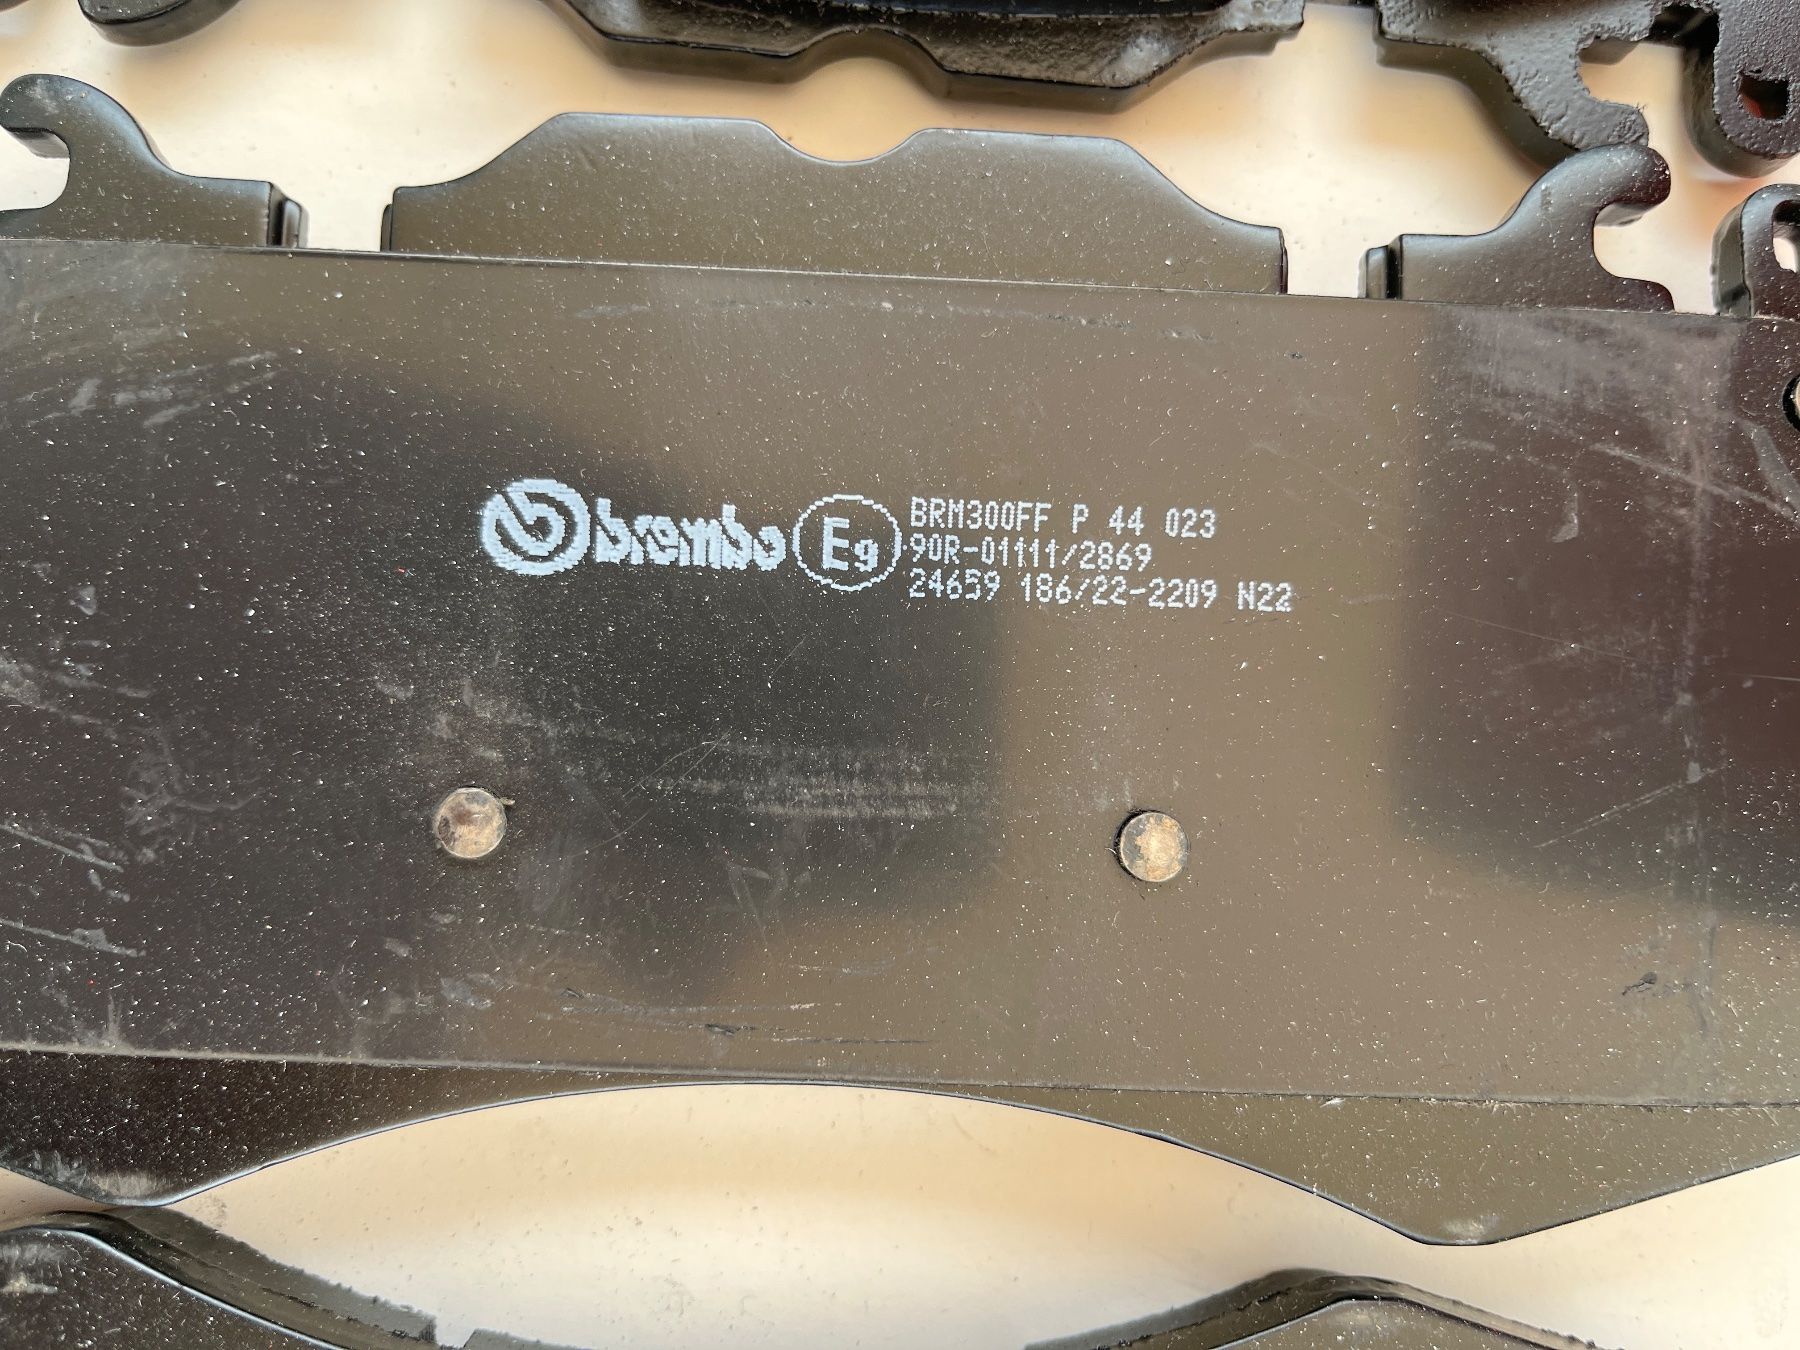 brembo E9 BRM300FF P 44 023
90R-01111/2869
24659 186/22-2209 N22